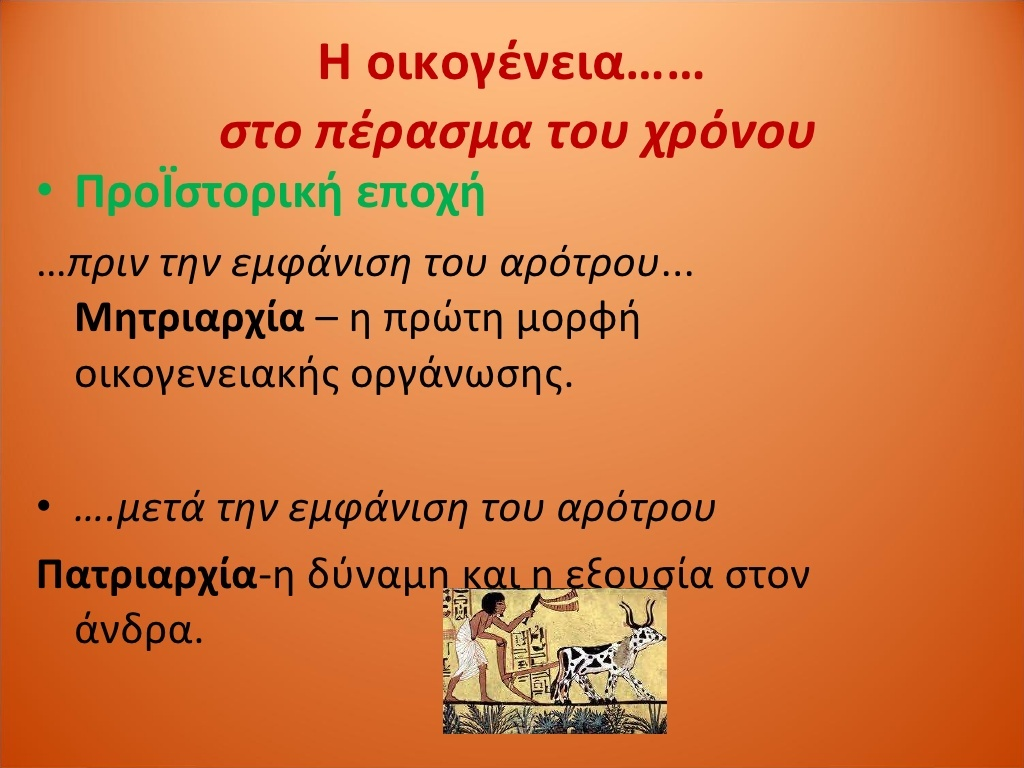 Η οικογένεια……
στο πέρασμα του χρόνου
• ΠροΪστορική εποχή
…πριν την εμφάνιση του αρότρου...
Μητριαρχία – η πρώτη μορφή
οικογενειακής οργάνωσης.
• ….μετά την εμφάνιση του αρότρου
Πατριαρχία-η δύναμη και η εξουσία στον
άνδρα.